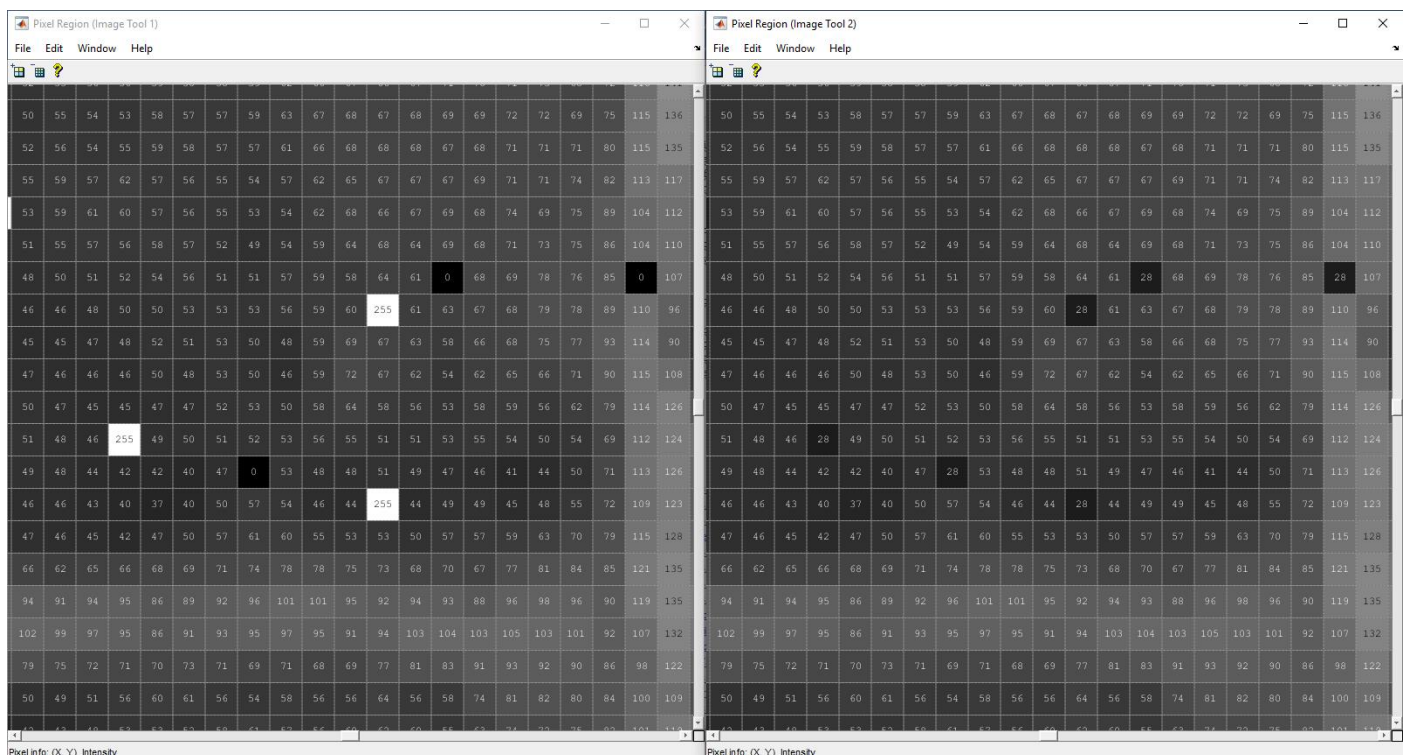 Pixel Region (Image Tool 1)
File Edit Window Help
50 55 54 53 58 57 57 59 63 67 68 67 68 69 69 72 72 69 75 115 136
52 56 54 55 59 58 57 57 61 66 68 68 68 67 68 71 71 71 80 115 135
55 59 57 62 57 56 55 54 57 62 65 67 67 67 69 71 71 74 82 113 117
53 59 61 60 57 56 55 53 54 62 68 66 67 69 68 74 69 75 89 104 112
51 55 57 56 58 57 52 49 54 59 64 68 64 69 68 71 73 75 86 104 110
48 50 51 52 54 56 51 51 57 59 58 64 61 0 68 69 78 76 85 0 107
46 46 48 50 50 53 53 53 56 59 60 255 61 63 67 68 79 78 89 110 96
45 45 47 48 52 51 53 50 48 59 69 67 63 58 66 68 75 77 93 114 90
47 46 46 46 50 48 53 50 46 59 72 67 62 54 62 65 66 71 90 115 108
50 47 45 45 47 47 52 53 50 58 64 58 56 53 58 59 56 62 79 114 126
51 48 46 255 49 50 51 52 53 56 55 51 51 53 55 54 50 54 69 112 124
49 48 44 42 42 40 47 0 53 48 48 51 49 47 46 41 44 50 71 113 126
46 46 43 40 37 40 50 57 54 46 44 255 44 49 49 45 48 55 72 109 123
47 46 45 42 47 50 57 61 60 55 53 53 50 57 57 59 63 70 79 115 128
66 62 65 66 68 69 71 74 78 78 75 73 68 70 67 77 81 84 85 121 135
94 91 94 95 86 89 92 96 101 101 95 92 94 93 88 96 98 96 90 119 135
102 99 97 95 86 91 93 95 97 95 91 94 103 104 103 105 103 101 92 107 132
79 75 72 71 70 73 71 69 71 68 69 77 81 83 91 93 92 90 86 98 122
50 49 51 56 60 61 56 54 58 56 56 64 56 58 74 81 82 80 84 100 109
Pixel info: (X, Y) Intensity
Pixel Region (Image Tool 2)
File Edit Window Help
50 55 54 53 58 57 57 59 63 67 68 67 68 69 69 72 72 69 75 115 136
52 56 54 55 59 58 57 57 61 66 68 68 68 67 68 71 71 71 80 115 135
55 59 57 62 57 56 55 54 57 62 65 67 67 67 69 71 71 74 82 113 117
53 59 61 60 57 56 55 53 54 62 68 66 67 69 68 74 69 75 89 104 112
51 55 57 56 58 57 52 49 54 59 64 68 64 69 68 71 73 75 86 104 110
48 50 51 52 54 56 51 51 57 59 58 64 61 28 68 69 78 76 85 28 107
46 46 48 50 50 53 53 53 56 59 60 28 61 63 67 68 79 78 89 110 96
45 45 47 48 52 51 53 50 48 59 69 67 63 58 66 68 75 77 93 114 90
47 46 46 46 50 48 53 50 46 59 72 67 62 54 62 65 66 71 90 115 108
50 47 45 45 47 47 52 53 50 58 64 58 56 53 58 59 56 62 79 114 126
51 48 46 28 49 50 51 52 53 56 55 51 51 53 55 54 50 54 69 112 124
49 48 44 42 42 40 47 28 53 48 48 51 49 47 46 41 44 50 71 113 126
46 46 43 40 37 40 50 57 54 46 44 28 44 49 49 45 48 55 72 109 123
47 46 45 42 47 50 57 61 60 55 53 53 50 57 57 59 63 70 79 115 128
66 62 65 66 68 69 71 74 78 78 75 73 68 70 67 77 81 84 85 121 135
94 91 94 95 86 89 92 96 101 101 95 92 94 93 88 96 98 96 90 119 135
102 99 97 95 86 91 93 95 97 95 91 94 103 104 103 105 103 101 92 107 132
79 75 72 71 70 73 71 69 71 68 69 77 81 83 91 93 92 90 86 98 122
50 49 51 56 60 61 56 54 58 56 56 64 56 58 74 81 82 80 84 100 109
Pixel info: (X, Y) Intensity